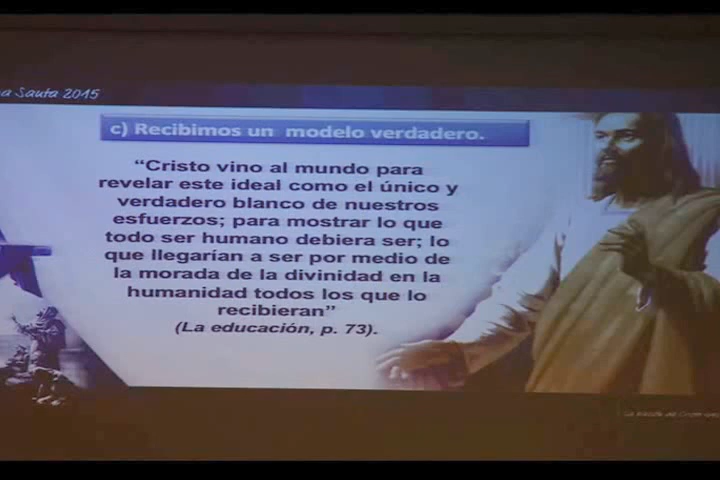 a Santa 2015
c) Recibimos un modelo verdadero.
“Cristo vino al mundo para
revelar este ideal como el único y
verdadero blanco de nuestros
esfuerzos; para mostrar lo que
todo ser humano debiera ser; lo
que llegarían a ser por medio de
la morada de la divinidad en la
humanidad todos los que lo
recibieran”
(La educación, p. 73).